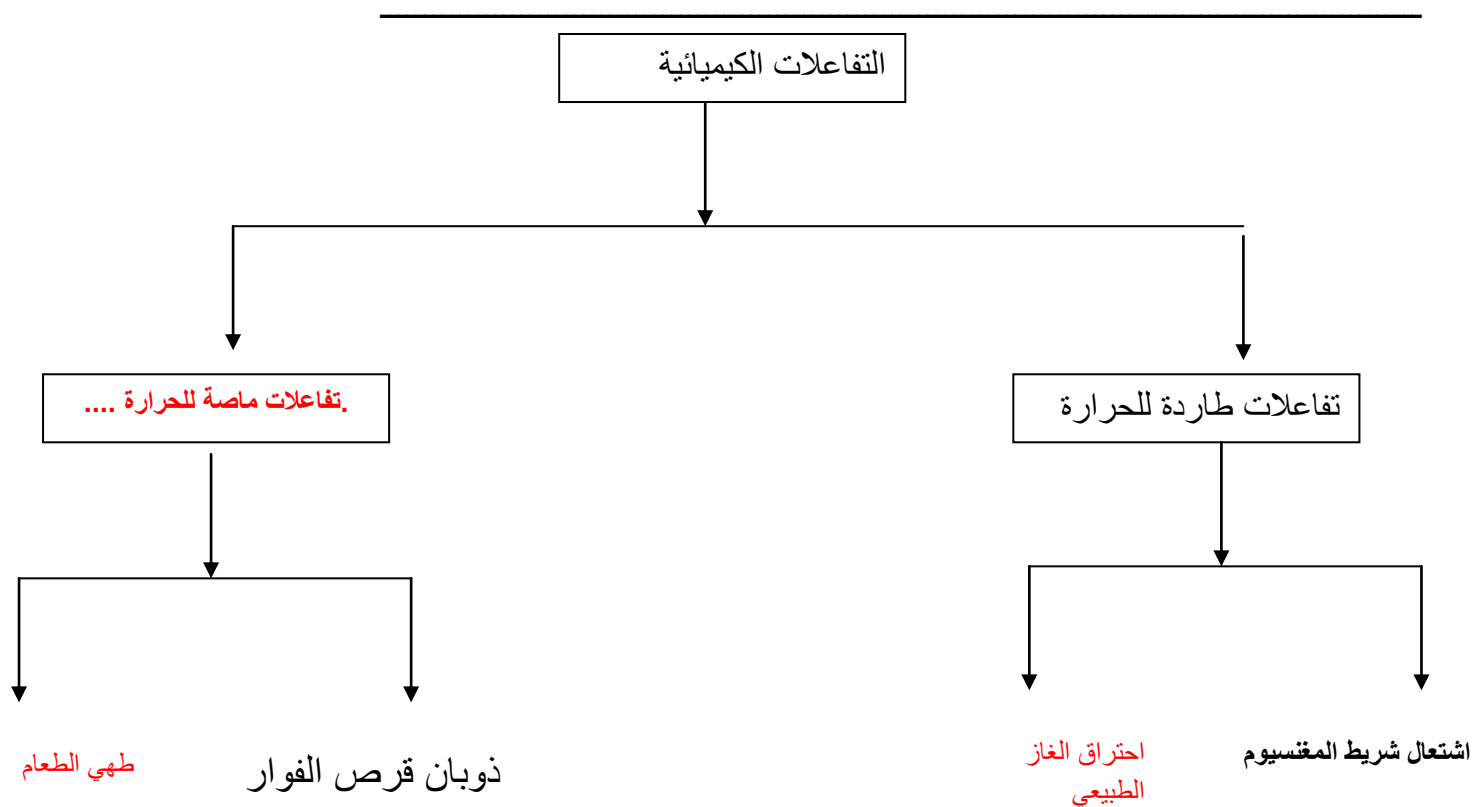 التفاعلات الكيميائية
تفاعلات طاردة للحرارة
.تفاعلات ماصة للحرارة ....
اشتعال شريط المغنسيوم
احتراق الغاز
الطبيعي
ذوبان قرص الفوار
طهي الطعام